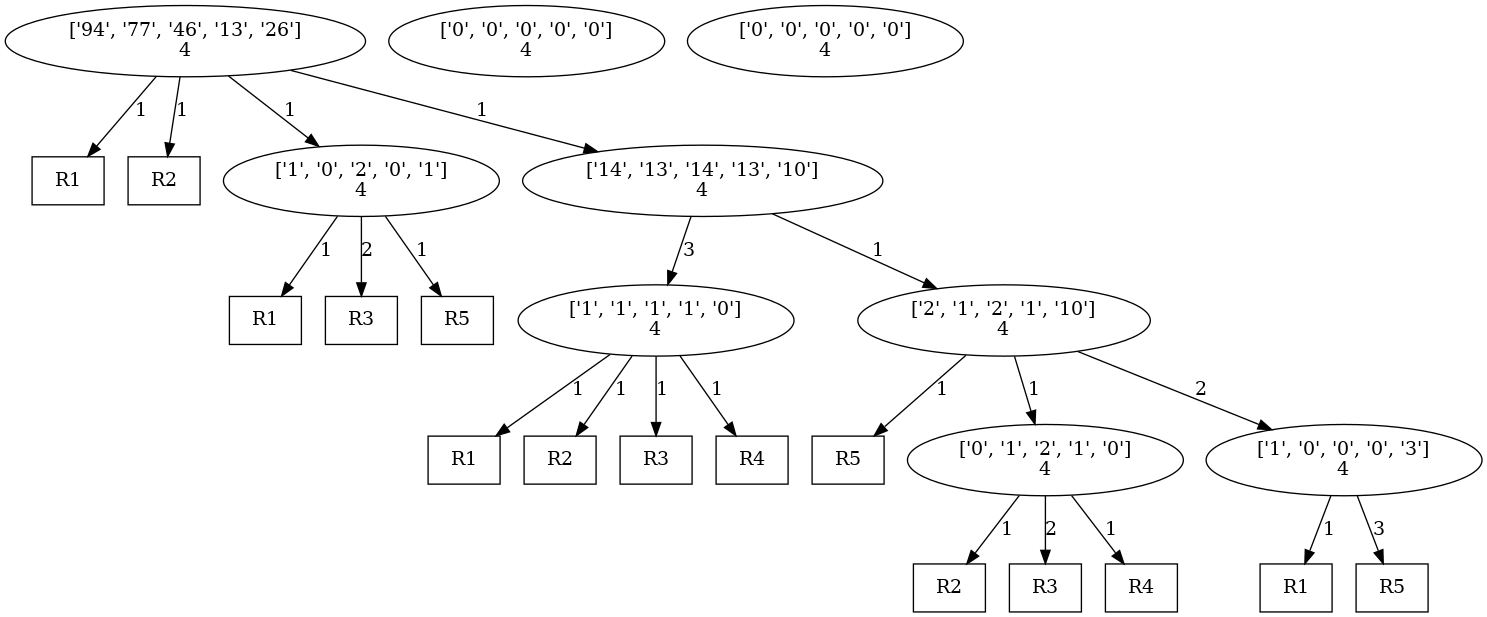 ['94', '77', '46', '13', '26']
4
['0', '0', '0', '0', '0']
4
['0', '0', '0', '0', '0']
4
1
1
1
1
R1
R2
['1', '0', '2', '0', '1']
4
['14', '13', '14', '13', '10']
4
1
2
1
3
1
R1
R3
R5
['1', '1', '1', '1', '0']
4
['2', '1', '2', '1', '10']
4
1
1
1
1
1
1
2
R1
R2
R3
R4
R5
['0', '1', '2', '1', '0']
4
['1', '0', '0', '0', '3']
4
1
2
1
1
3
R2
R3
R4
R1
R5